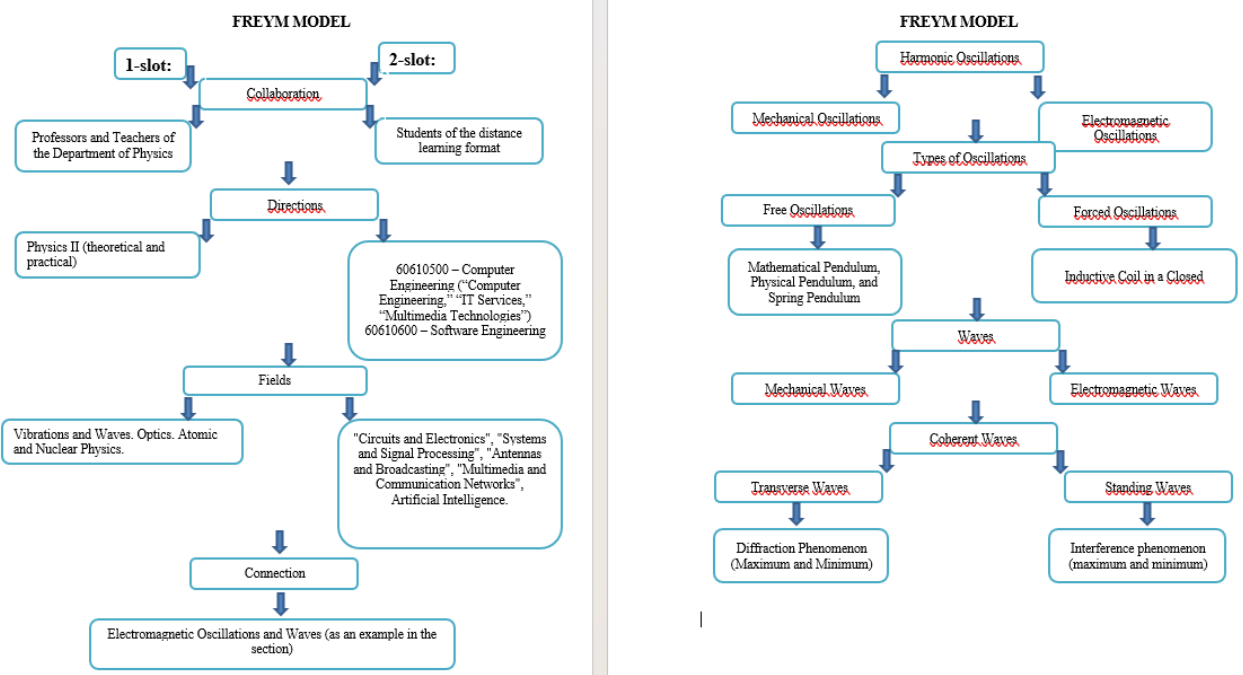 FREYM MODEL
1-slot:
2-slot:
Collaboration
Professors and Teachers of
the Department of Physics
Students of the distance
learning format
Directions
Physics II (theoretical and
practical)
60610500 – Computer
Engineering (“Computer
Engineering,” “IT Services,”
“Multimedia Technologies”)
60610600 – Software Engineering
Fields
Vibrations and Waves. Optics. Atomic
and Nuclear Physics.
"Circuits and Electronics", "Systems
and Signal Processing", "Antennas
and Broadcasting", "Multimedia and
Communication Networks",
Artificial Intelligence.
Connection
Electromagnetic Oscillations and Waves (as an example in the
section)
FREYM MODEL
Harmonic Oscillations
Mechanical Oscillations
Electromagnetic
Oscillations
Types of Oscillations
Free Oscillations
Forced Oscillations
Mathematical Pendulum,
Physical Pendulum, and
Spring Pendulum
Inductive Coil in a Closed
Waves
Mechanical Waves
Electromagnetic Waves
Coherent Waves
Transverse Waves
Standing Waves
Diffraction Phenomenon
(Maximum and Minimum)
Interference phenomenon
(maximum and minimum)